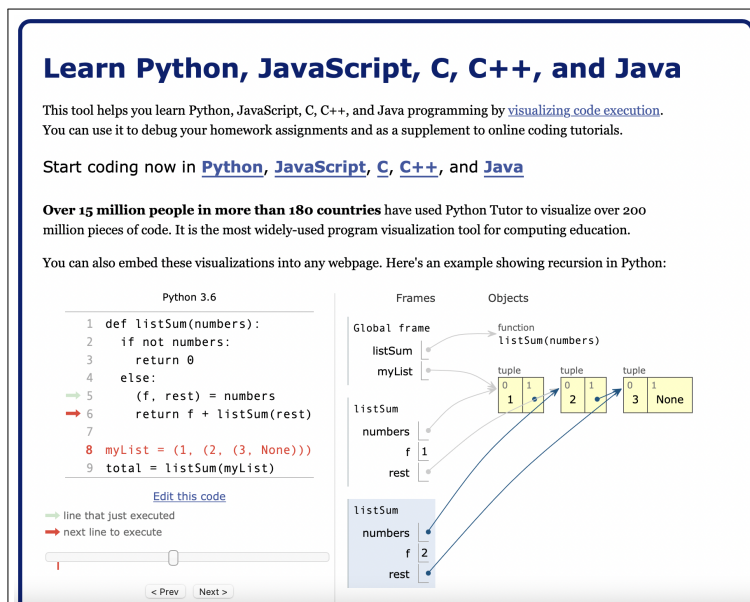 Learn Python, JavaScript, C, C++, and Java
This tool helps you learn Python, JavaScript, C, C++, and Java programming by visualizing code execution.
You can use it to debug your homework assignments and as a supplement to online coding tutorials.
Start coding now in Python, JavaScript, C, C++, and Java
Over 15 million people in more than 180 countries have used Python Tutor to visualize over 200
million pieces of code. It is the most widely-used program visualization tool for computing education.
You can also embed these visualizations into any webpage. Here's an example showing recursion in Python:
Python 3.6
1 def listSum(numbers):
2   if not numbers:
3     return 0
4   else:
5     (f, rest) = numbers
6     return f + listSum(rest)
7
8 myList = (1, (2, (3, None)))
9 total = listSum(myList)
Edit this code
line that just executed
next line to execute
< Prev Next >
Frames Objects
Global frame
listSum
myList
function
listSum(numbers)
tuple tuple tuple
0 1 0 1 0 1
1 2 3 None
listSum
numbers
f 1
rest
listSum
numbers
f 2
rest